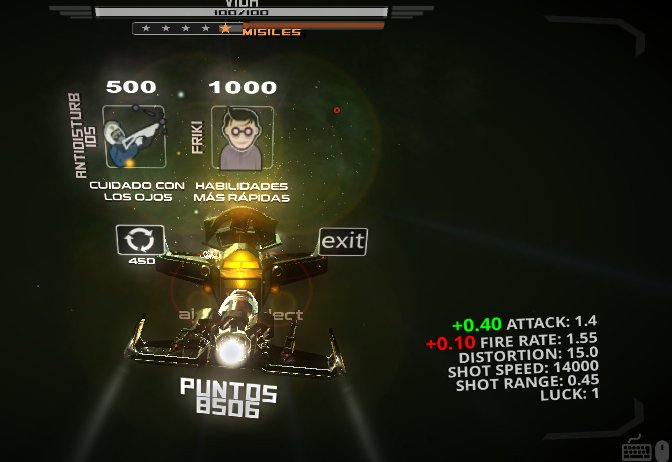 VIDA
100/100
MISILES
500
1000
ANTIDISTURB
IOS
FRIKI
CUIDADO CON
LOS OJOS
HABILIDADES
MÁS RÁPIDAS
450
exit
PUNTOS
8506
+0.40 ATTACK: 1.4
+0.10 FIRE RATE: 1.55
DISTORTION: 15.0
SHOT SPEED: 14000
SHOT RANGE: 0.45
LUCK: 1